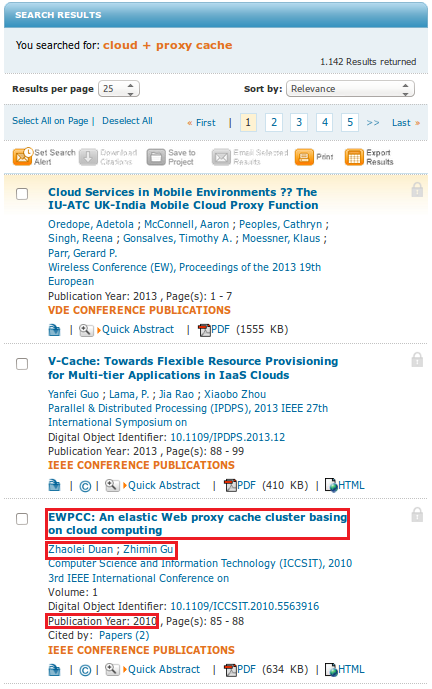 SEARCH RESULTS
You searched for: cloud + proxy cache
1.142 Results returned
Results per page 25 Sort by: Relevance
Select All on Page | Deselect All « First | 1 2 3 4 5 >> Last »
Set Search Alert Download Citations Save to Project Email Selected Results Print Export Results
Cloud Services in Mobile Environments ?? The
IU-ATC UK-India Mobile Cloud Proxy Function
Oredope, Adetola ; McConnell, Aaron ; Peoples, Cathryn ;
Singh, Reena ; Gonsalves, Timothy A. ; Moessner, Klaus ;
Parr, Gerard P.
Wireless Conference (EW), Proceedings of the 2013 19th
European
Publication Year: 2013 , Page(s): 1 - 7
VDE CONFERENCE PUBLICATIONS
| Quick Abstract | PDF (1555 KB)
V-Cache: Towards Flexible Resource Provisioning
for Multi-tier Applications in IaaS Clouds
Yanfei Guo ; Lama, P. ; Jia Rao ; Xiaobo Zhou
Parallel & Distributed Processing (IPDPS), 2013 IEEE 27th
International Symposium on
Digital Object Identifier: 10.1109/IPDPS.2013.12
Publication Year: 2013 , Page(s): 88 - 99
IEEE CONFERENCE PUBLICATIONS
| © | Quick Abstract | PDF (410 KB) | HTML
EWPCC: An elastic Web proxy cache cluster basing
on cloud computing
Zhaolei Duan ; Zhimin Gu
Computer Science and Information Technology (ICCSIT), 2010
3rd IEEE International Conference on
Volume: 1
Digital Object Identifier: 10.1109/ICCSIT.2010.5563916
Publication Year: 2010 , Page(s): 85 - 88
Cited by: Papers (2)
IEEE CONFERENCE PUBLICATIONS
| © | Quick Abstract | PDF (634 KB) | HTML